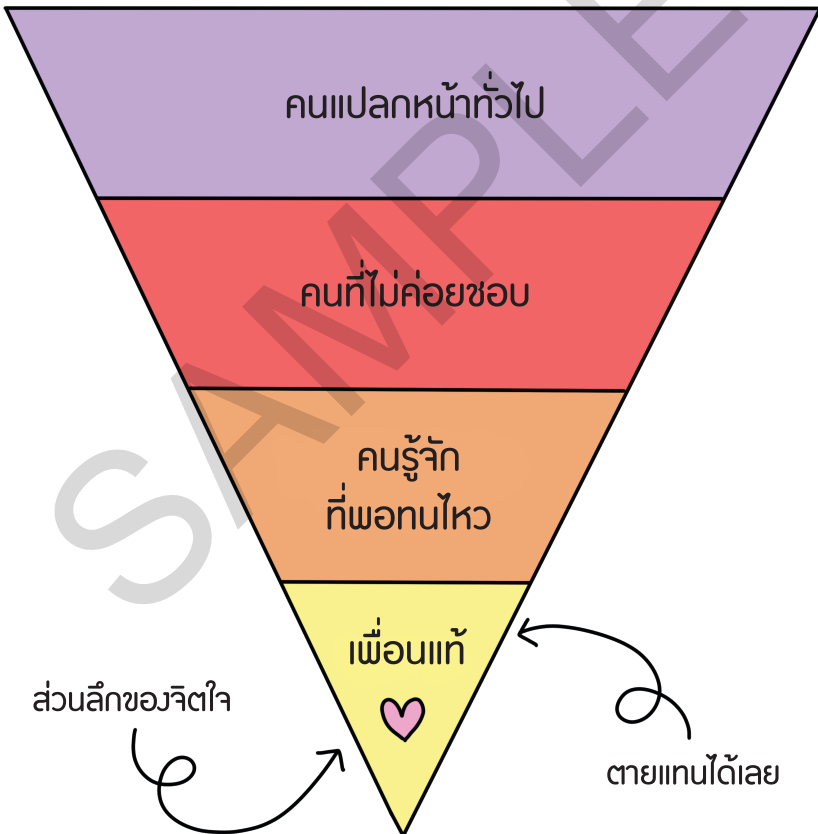 คนแปลกหน้าทั่วไป
คนที่ไม่ค่อยชอบ
คนรู้จัก
ที่พอทนไหว
เพื่อนแท้
ส่วนลึกของจิตใจ
ตายแทนได้เลย
SAMPLE